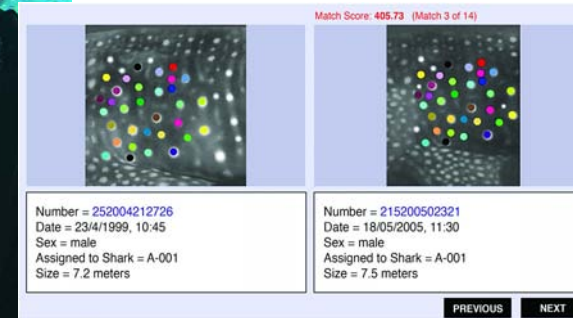 Match Score: 405.73 (Match 3 of 14)
Number = 252004212726
Date = 23/4/1999, 10:45
Sex = male
Assigned to Shark = A-001
Size = 7.2 meters
Number = 215200502321
Date = 18/05/2005, 11:30
Sex = male
Assigned to Shark = A-001
Size = 7.5 meters
PREVIOUS NEXT